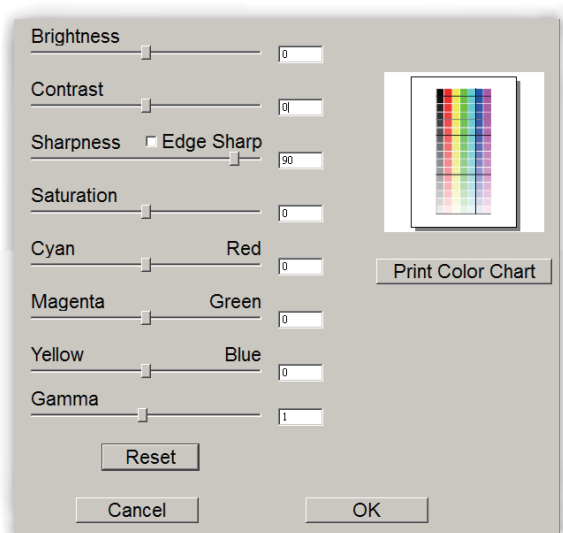 Brightness
0
Contrast
0
Sharpness Edge Sharp
90
Saturation
0
Cyan Red
0
Print Color Chart
Magenta Green
0
Yellow Blue
0
Gamma
1
Reset
Cancel OK